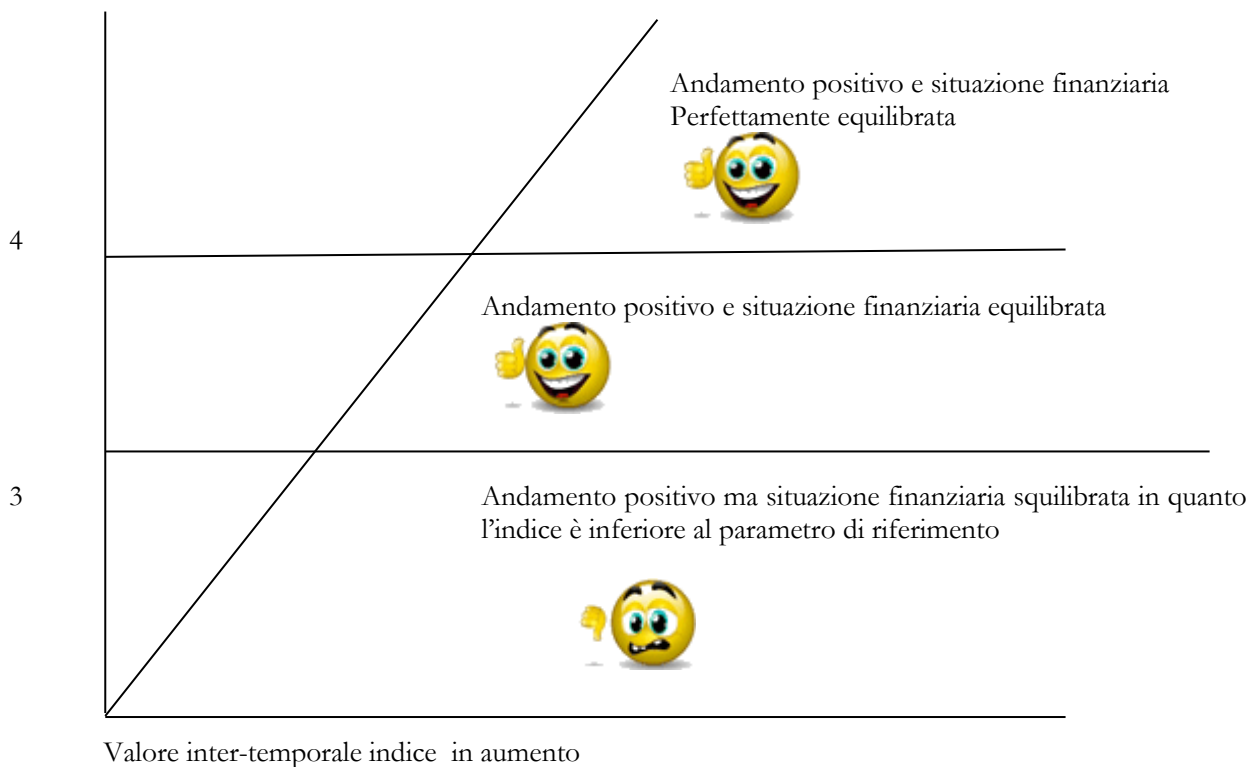 Andamento positivo e situazione finanziaria
Perfettamente equilibrata
4
Andamento positivo e situazione finanziaria equilibrata
3
Andamento positivo ma situazione finanziaria squilibrata in quanto
l’indice è inferiore al parametro di riferimento
Valore inter-temporale indice  in aumento